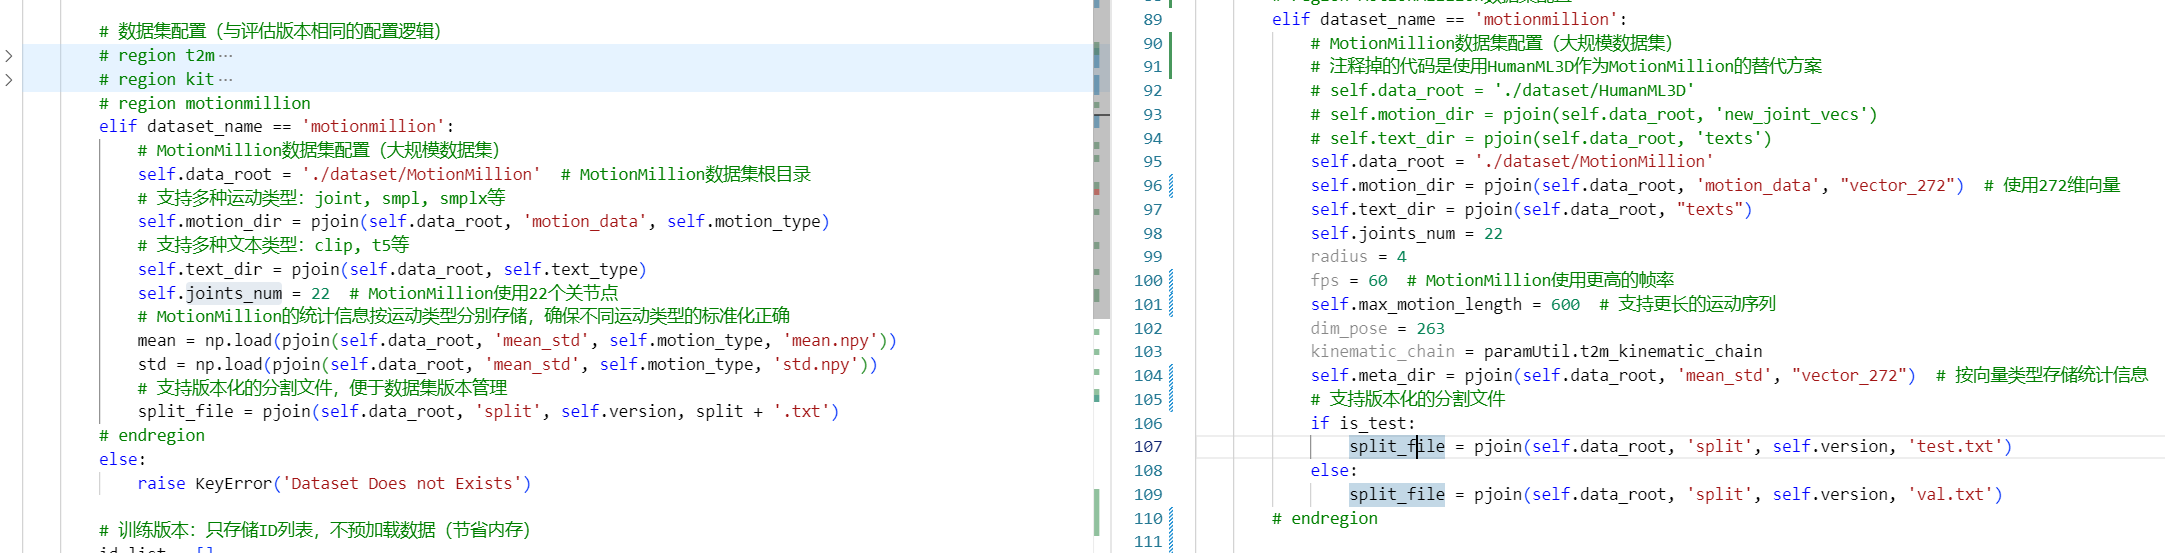 # 数据集配置（与评估版本相同的配置逻辑）
# region t2m…
# region kit…
# region motionmillion
elif dataset_name == 'motionmillion':
# MotionMillion数据集配置（大规模数据集）
self.data_root = './dataset/MotionMillion'  # MotionMillion数据集根目录
# 支持多种运动类型：joint, smpl, smplx等
self.motion_dir = pjoin(self.data_root, 'motion_data', self.motion_type)
# 支持多种文本类型：clip, t5等
self.text_dir = pjoin(self.data_root, self.text_type)
self.joints_num = 22  # MotionMillion使用22个关节点
# MotionMillion的统计信息按运动类型分别存储，确保不同运动类型的标准化正确
mean = np.load(pjoin(self.data_root, 'mean_std', self.motion_type, 'mean.npy'))
std = np.load(pjoin(self.data_root, 'mean_std', self.motion_type, 'std.npy'))
# 支持版本化的分割文件，便于数据集版本管理
split_file = pjoin(self.data_root, 'split', self.version, split + '.txt')
# endregion
else:
raise KeyError('Dataset Does not Exists')
# 训练版本：只存储ID列表，不预加载数据（节省内存）
89 elif dataset_name == 'motionmillion':
90 # MotionMillion数据集配置（大规模数据集）
91 # 注释掉的代码是使用HumanML3D作为MotionMillion的替代方案
92 # self.data_root = './dataset/HumanML3D'
93 # self.motion_dir = pjoin(self.data_root, 'new_joint_vecs')
94 # self.text_dir = pjoin(self.data_root, 'texts')
95 self.data_root = './dataset/MotionMillion'
96 self.motion_dir = pjoin(self.data_root, 'motion_data', "vector_272")  # 使用272维向量
97 self.text_dir = pjoin(self.data_root, "texts")
98 self.joints_num = 22
99 radius = 4
100 fps = 60  # MotionMillion使用更高的帧率
101 self.max_motion_length = 600  # 支持更长的运动序列
102 dim_pose = 263
103 kinematic_chain = paramUtil.t2m_kinematic_chain
104 self.meta_dir = pjoin(self.data_root, 'mean_std', "vector_272")  # 按向量类型存储统计信息
105 # 支持版本化的分割文件
106 if is_test:
107 split_file = pjoin(self.data_root, 'split', self.version, 'test.txt')
108 else:
109 split_file = pjoin(self.data_root, 'split', self.version, 'val.txt')
110 # endregion
111